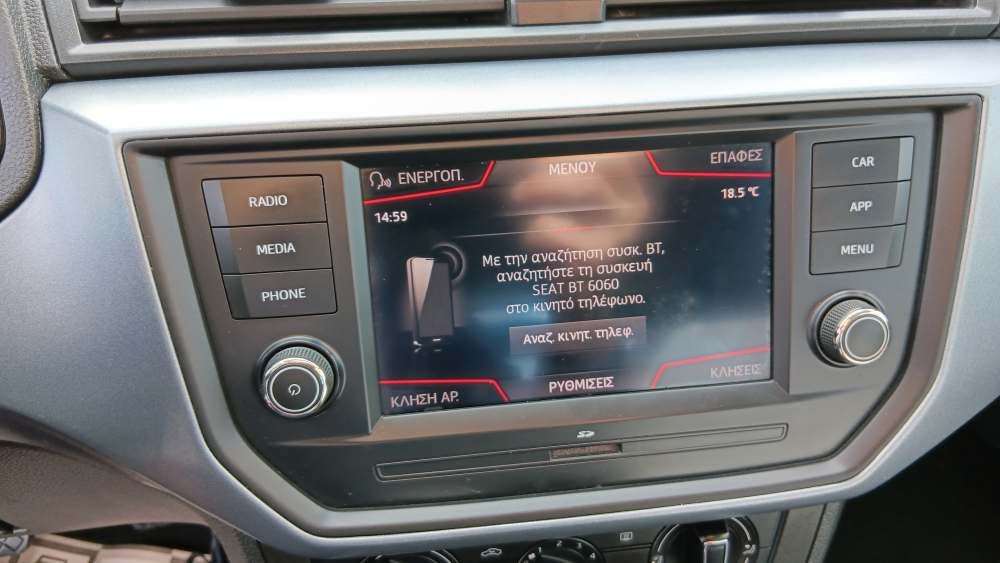 ΕΝΕΡΓΟΠ.
ΜΕΝΟΥ
ΕΠΑΦΕΣ
14:59
18.5 °C
Με την αναζήτηση συσκ. BT,
αναζητήστε τη συσκευή
SEAT BT 6060
στο κινητό τηλέφωνο.
Αναζ. κινητ. τηλεφ.
ΚΛΗΣΗ ΑΡ.
ΡΥΘΜΙΣΕΙΣ
ΚΛΗΣΕΙΣ
RADIO
MEDIA
PHONE
CAR
APP
MENU
SD